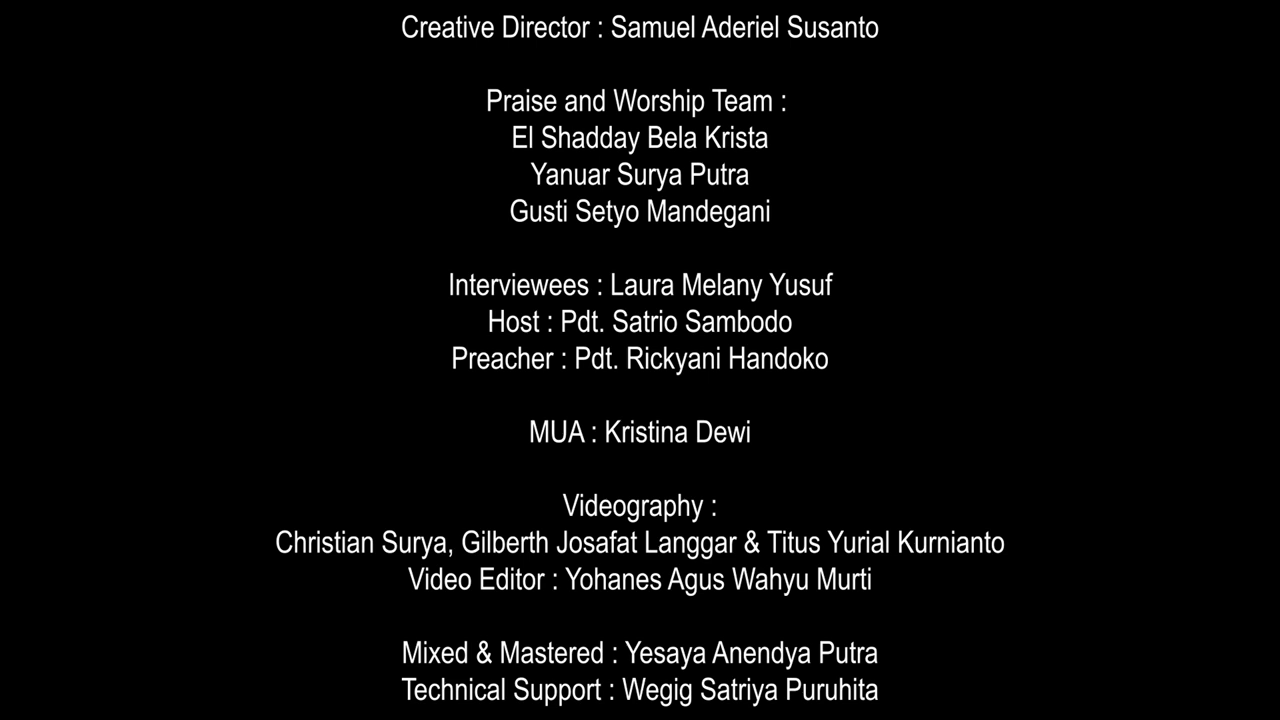 Creative Director : Samuel Aderiel Susanto
Praise and Worship Team :
El Shadday Bela Krista
Yanuar Surya Putra
Gusti Setyo Mandegani
Interviewees : Laura Melany Yusuf
Host : Pdt. Satrio Sambodo
Preacher : Pdt. Rickyani Handoko
MUA : Kristina Dewi
Videography :
Christian Surya, Gilberth Josafat Langgar & Titus Yurial Kurnianto
Video Editor : Yohanes Agus Wahyu Murti
Mixed & Mastered : Yesaya Anendya Putra
Technical Support : Wegig Satriya Puruhita